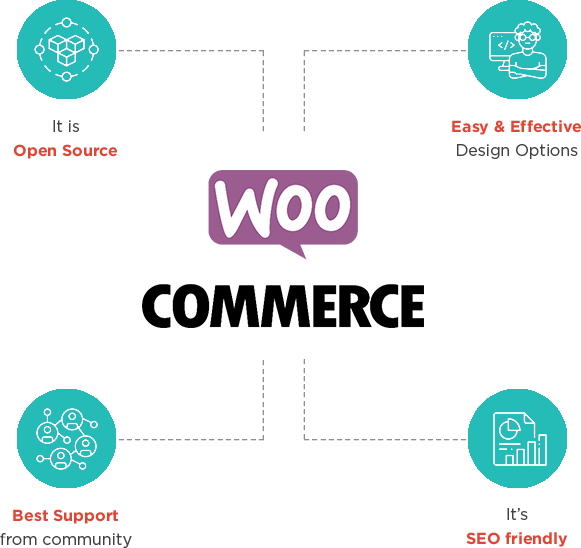 It is
Open Source
Easy & Effective
Design Options
</>
WOO
COMMERCE
Best Support
from community
It’s
SEO friendly